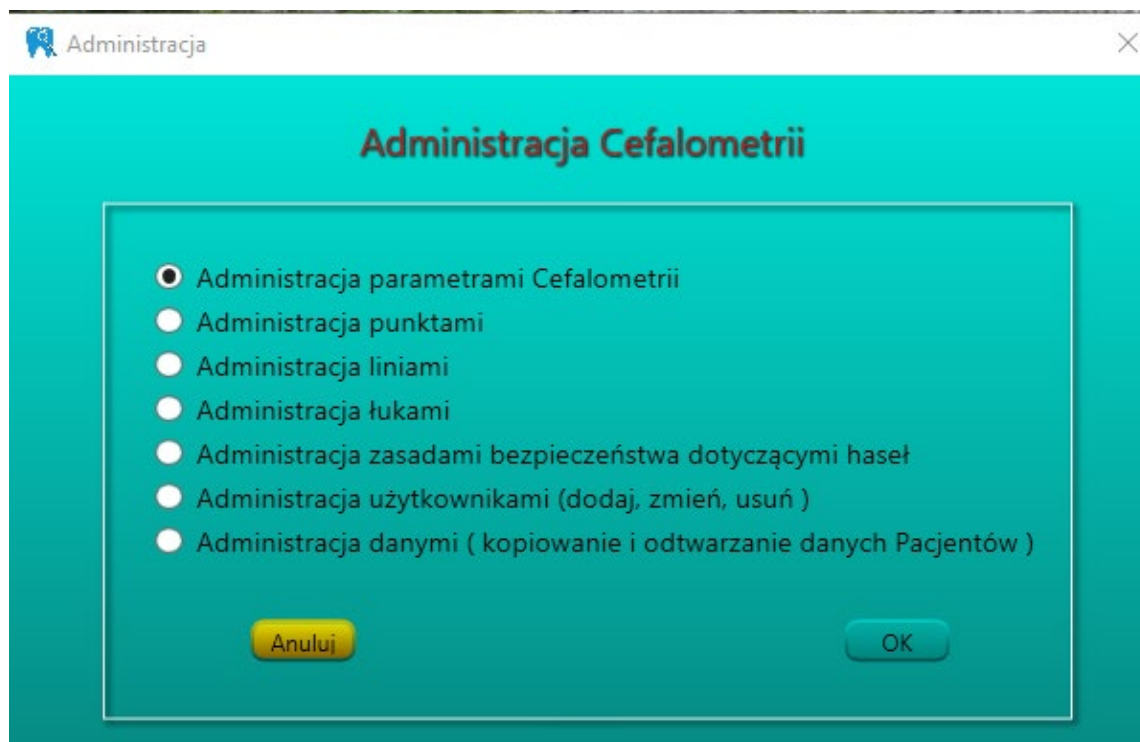 Administracja
Administracja Cefalometrii
Administracja parametrami Cefalometrii
Administracja punktami
Administracja liniami
Administracja łukami
Administracja zasadami bezpieczeństwa dotyczącymi haseł
Administracja użytkownikami (dodaj, zmień, usuń )
Administracja danymi ( kopiowanie i odtwarzanie danych Pacjentów )
Anuluj
OK